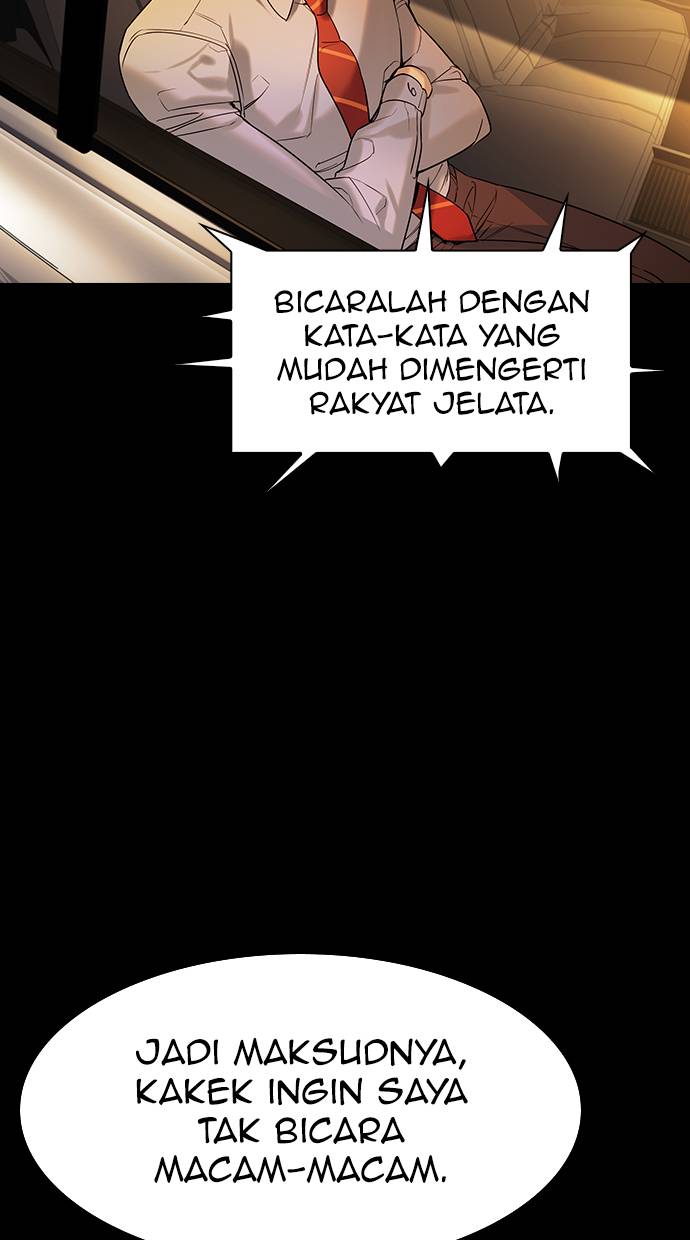 BICARALAH DENGAN
KATA-KATA YANG
MUDAH DIMENGERTI
RAKYAT JELATA.
JADI MAKSUDNYA,
KAKEK INGIN SAYA
TAK BICARA
MACAM-MACAM.